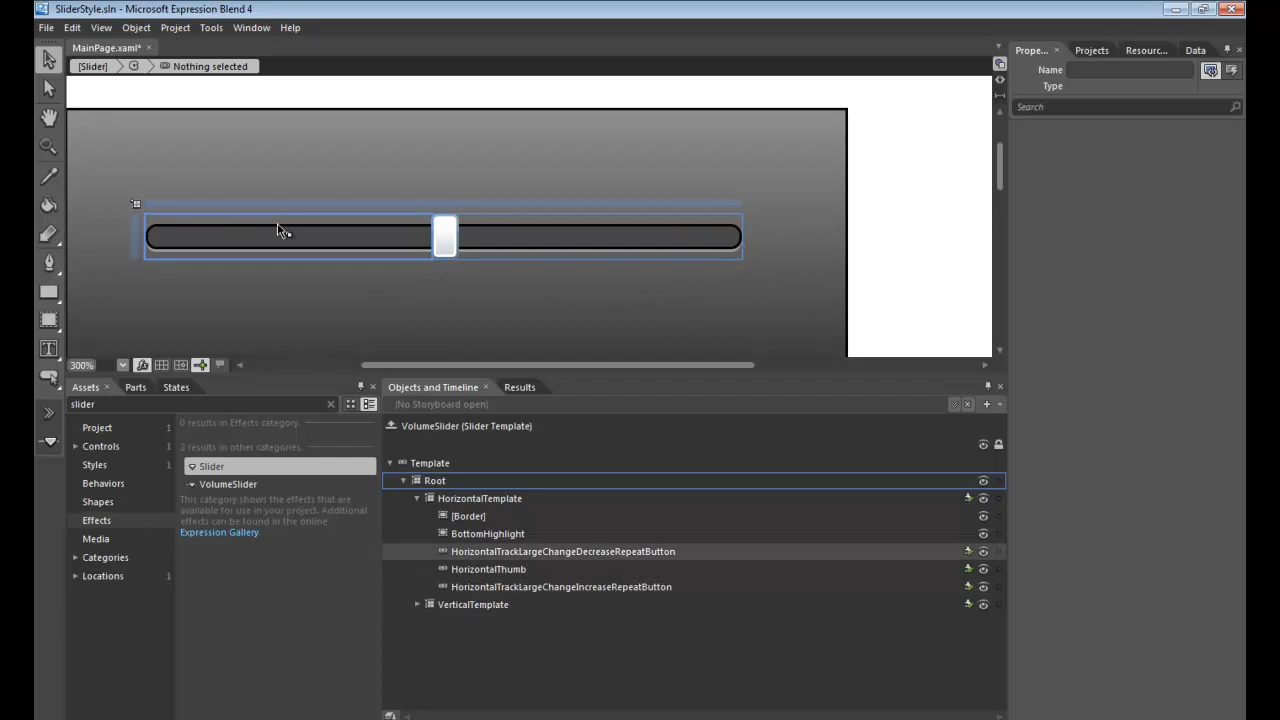 SliderStyle.sln - Microsoft Expression Blend 4
File Edit View Object Project Tools Window Help
MainPage.xaml*
[Slider] Nothing selected
Prope... Projects Resourc... Data
Name
Type
Search
300%
Assets Parts States
Objects and Timeline Results
slider
(No Storyboard open)
Project 1
Controls 1
Styles 1
Behaviors
Shapes
Effects
Media
Categories
Locations 1
0 results in Effects category.
2 results in other categories.
Slider
VolumeSlider
This category shows the effects that are
available for use in your project. Additional
effects can be found in the online
Expression Gallery.
VolumeSlider (Slider Template)
Template
Root
HorizontalTemplate
[Border]
BottomHighlight
HorizontalTrackLargeChangeDecreaseRepeatButton
HorizontalThumb
HorizontalTrackLargeChangeIncreaseRepeatButton
VerticalTemplate